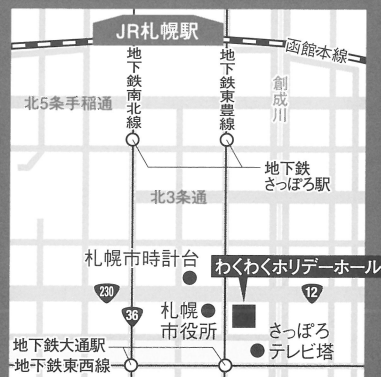 JR札幌駅
函館本線
地下鉄南北線
地下鉄東豊線
創成川
北5条手稲通
地下鉄
さっぽろ駅
北3条通
札幌市時計台
わくわくホリデーホール
230
36
12
札幌
市役所
さっぽろ
テレビ塔
地下鉄大通駅
地下鉄東西線